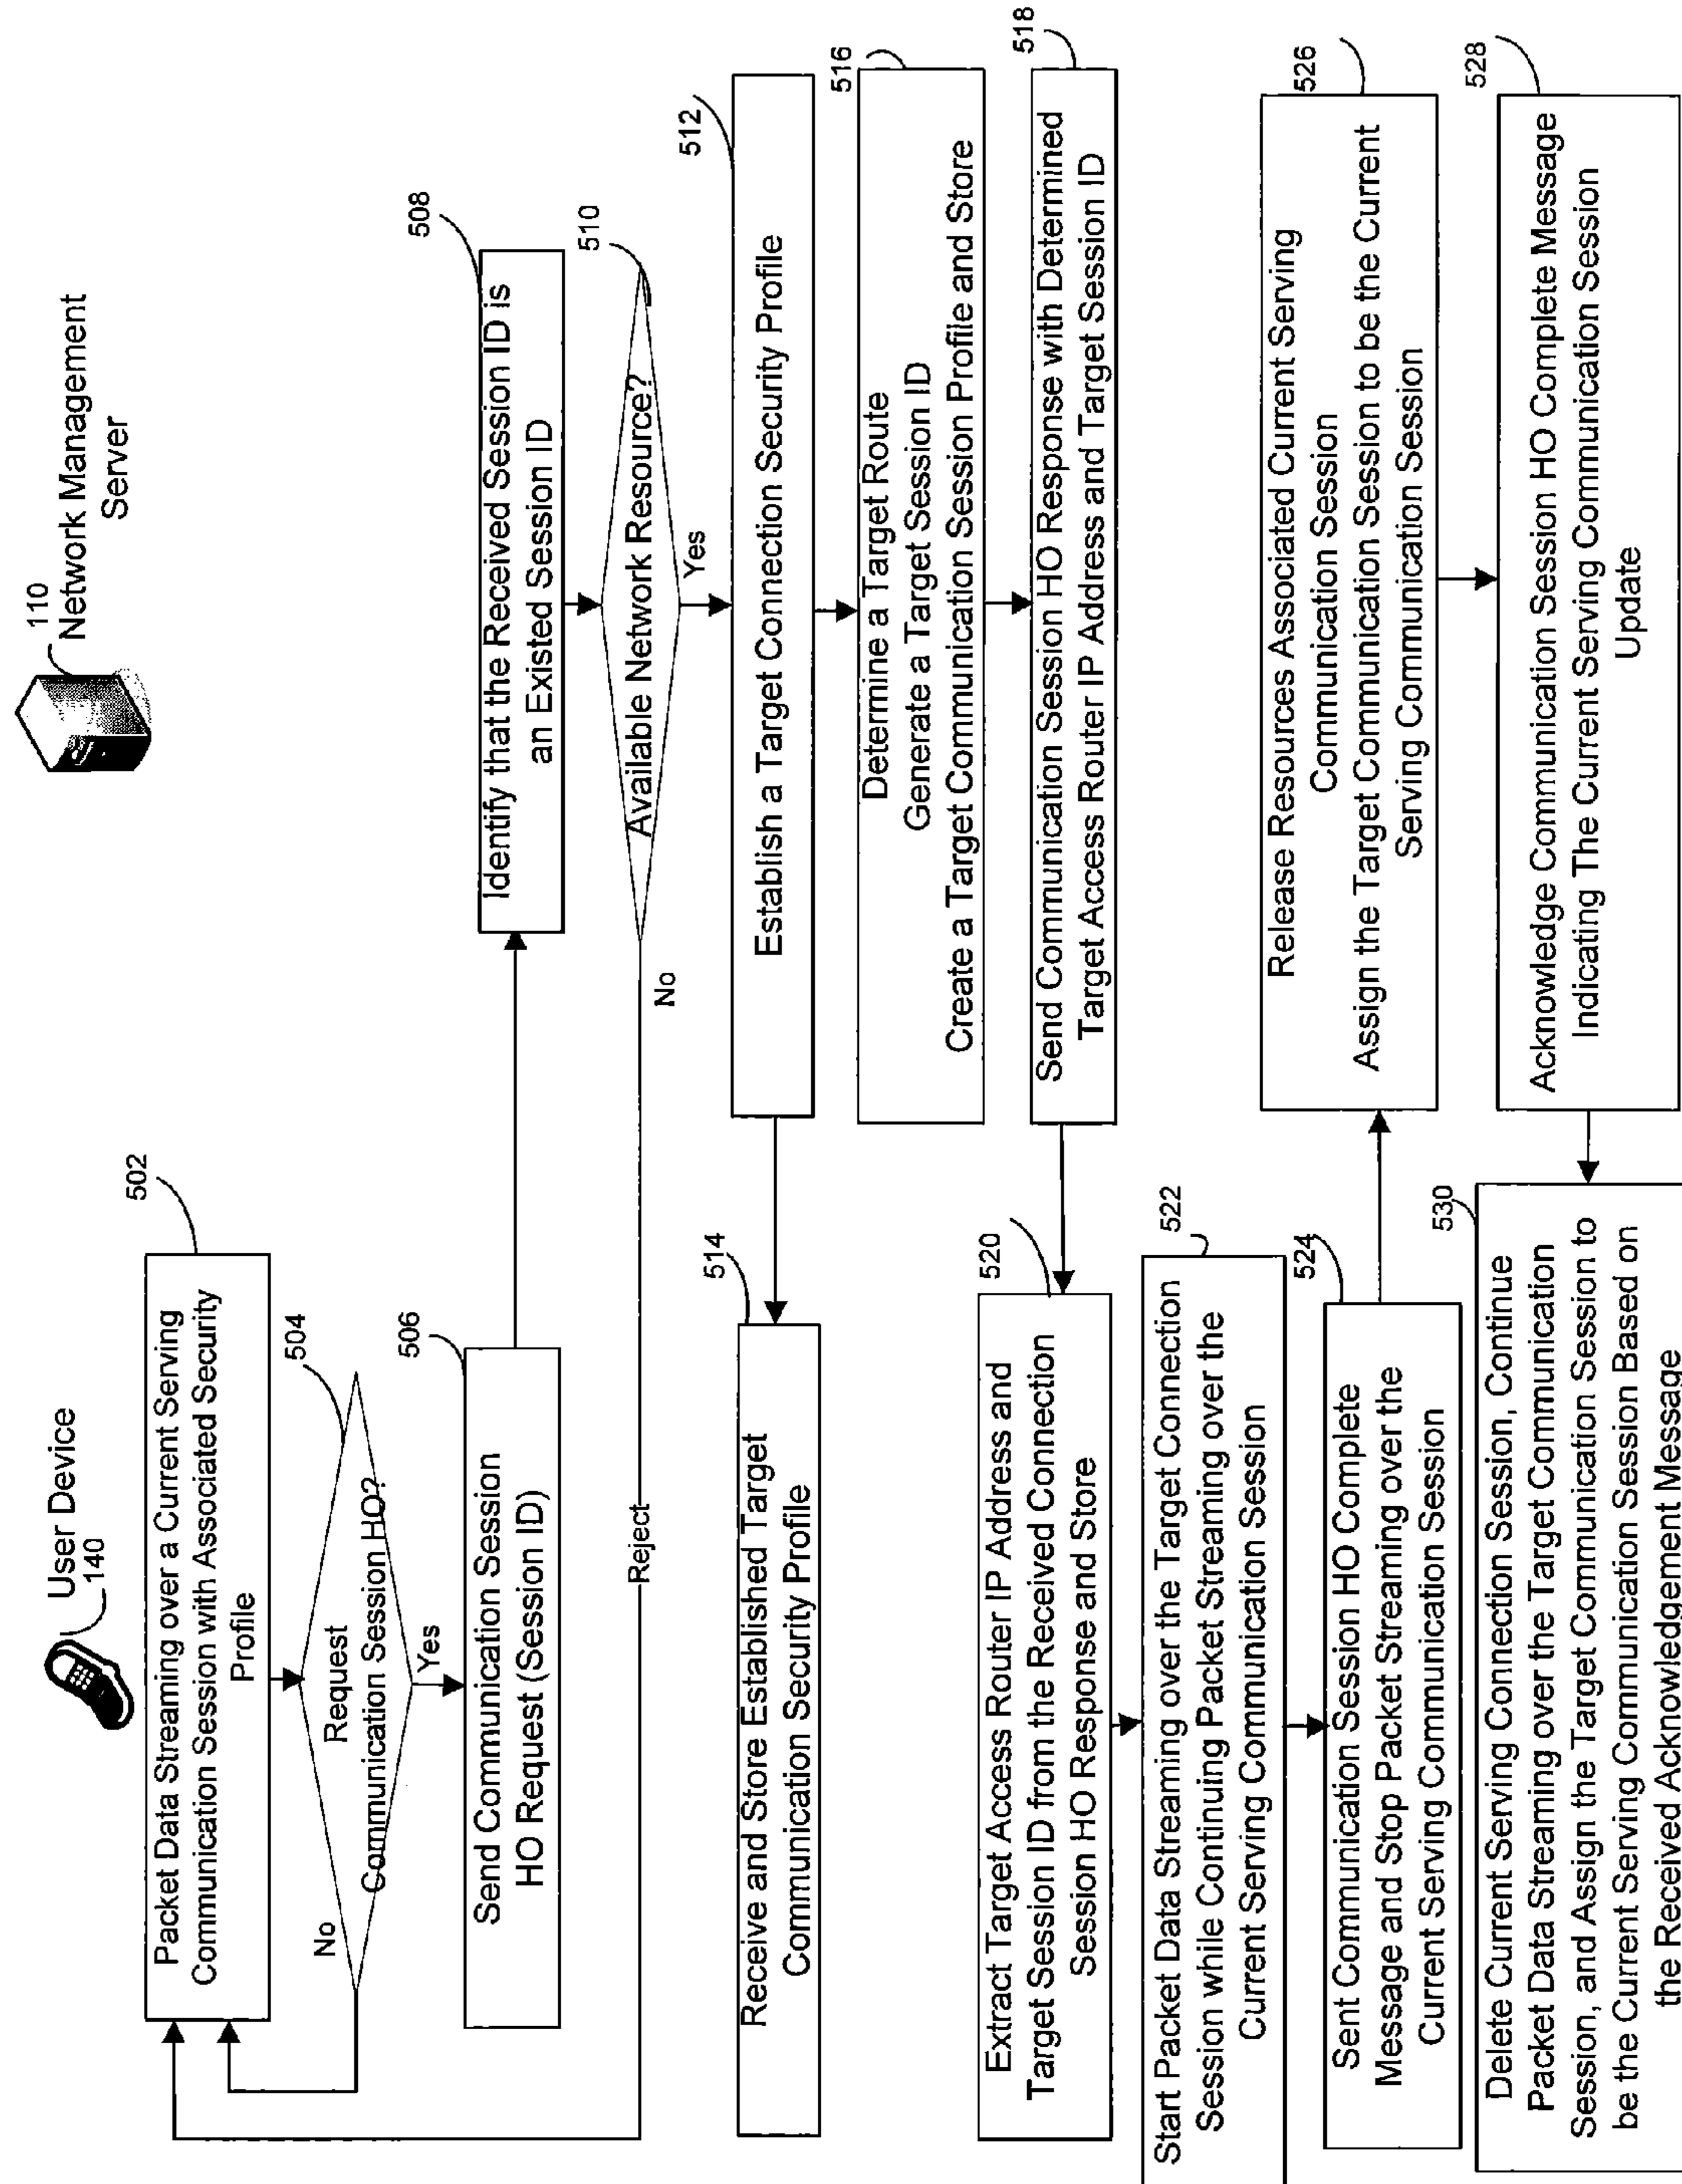 User Device
140
110
Network Management
Server
502
Packet Data Streaming over a Current Serving
Communication Session with Associated Security
Profile
504
Request
Communication Session HO?
No
Yes
506
Send Communication Session
HO Request (Session ID)
508
Identify that the Received Session ID is
an Existed Session ID
510
Available Network Resource?
No
Reject
Yes
512
Establish a Target Connection Security Profile
514
Receive and Store Established Target
Communication Security Profile
516
Determine a Target Route
Generate a Target Session ID
Create a Target Communication Session Profile and Store
518
Send Communication Session HO Response with Determined
Target Access Router IP Address and Target Session ID
520
Extract Target Access Router IP Address and
Target Session ID from the Received Connection
Session HO Response and Store
522
Start Packet Data Streaming over the Target Connection
Session while Continuing Packet Streaming over the
Current Serving Communication Session
524
Sent Communication Session HO Complete
Message and Stop Packet Streaming over the
Current Serving Communication Session
526
Release Resources Associated Current Serving
Communication Session
Assign the Target Communication Session to be the Current
Serving Communication Session
528
Acknowledge Communication Session HO Complete Message
Indicating The Current Serving Communication Session
Update
530
Delete Current Serving Connection Session, Continue
Packet Data Streaming over the Target Communication
Session, and Assign the Target Communication Session to
be the Current Serving Communication Session Based on
the Received Acknowledgement Message